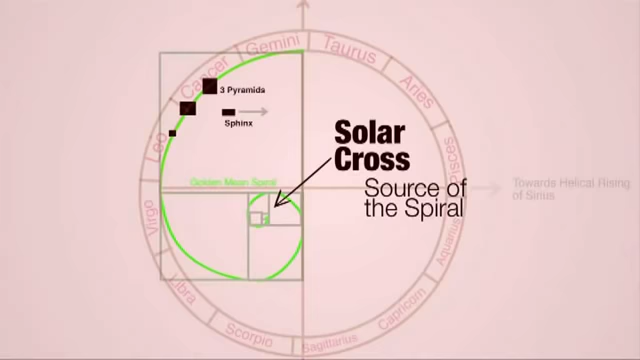 Gemini
Taurus
Cancer
Aries
3 Pyramids
Sphinx
Leo
Solar
Cross
Pisces
Golden Mean Spiral
Source of
the Spiral
Towards Helical Rising
of Sirius
Virgo
Aquarius
Libra
Capricorn
Scorpio
Sagittarius